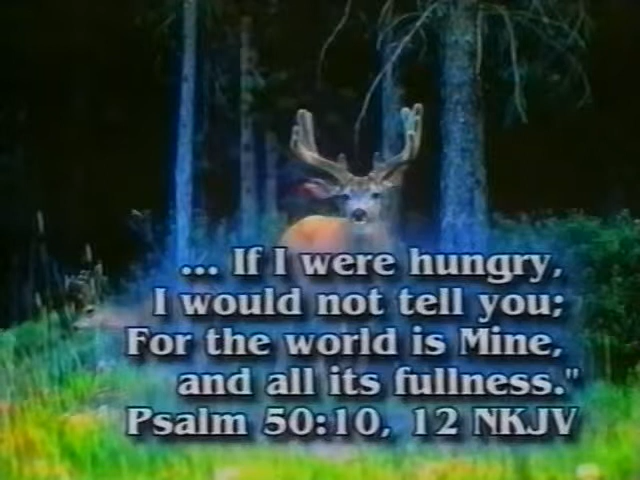 ... If I were hungry,
I would not tell you;
For the world is Mine,
and all its fullness."
Psalm 50:10, 12 NKJV